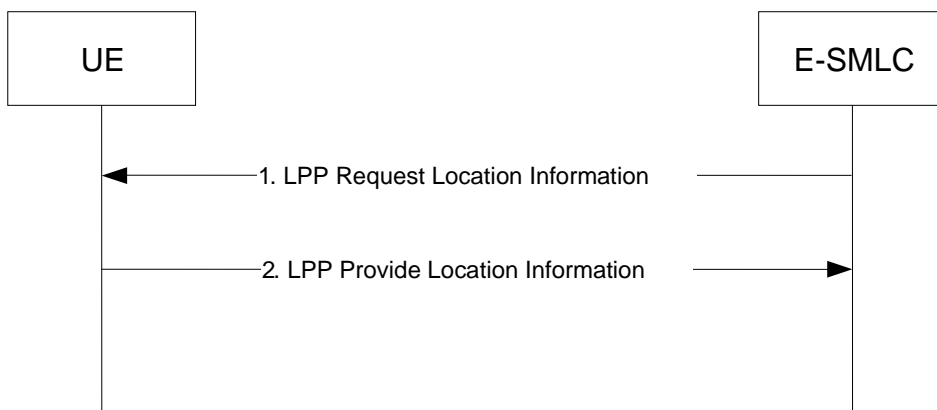 UE
E-SMLC
1. LPP Request Location Information
2. LPP Provide Location Information